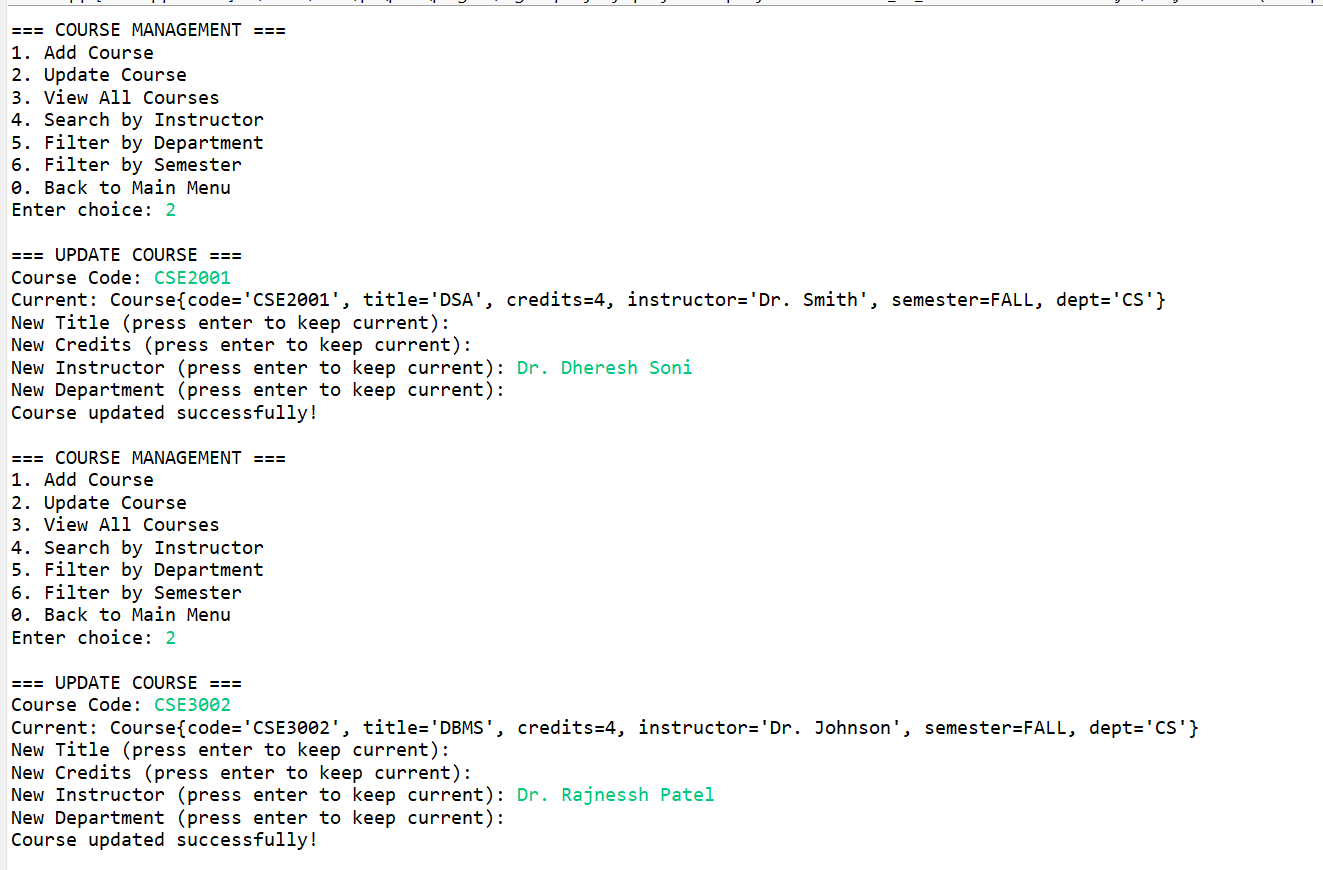 === COURSE MANAGEMENT ===
1. Add Course
2. Update Course
3. View All Courses
4. Search by Instructor
5. Filter by Department
6. Filter by Semester
0. Back to Main Menu
Enter choice: 2
=== UPDATE COURSE ===
Course Code: CSE2001
Current: Course{code='CSE2001', title='DSA', credits=4, instructor='Dr. Smith', semester=FALL, dept='CS'}
New Title (press enter to keep current):
New Credits (press enter to keep current):
New Instructor (press enter to keep current): Dr. Dheresh Soni
New Department (press enter to keep current):
Course updated successfully!
=== COURSE MANAGEMENT ===
1. Add Course
2. Update Course
3. View All Courses
4. Search by Instructor
5. Filter by Department
6. Filter by Semester
0. Back to Main Menu
Enter choice: 2
=== UPDATE COURSE ===
Course Code: CSE3002
Current: Course{code='CSE3002', title='DBMS', credits=4, instructor='Dr. Johnson', semester=FALL, dept='CS'}
New Title (press enter to keep current):
New Credits (press enter to keep current):
New Instructor (press enter to keep current): Dr. Rajnessh Patel
New Department (press enter to keep current):
Course updated successfully!